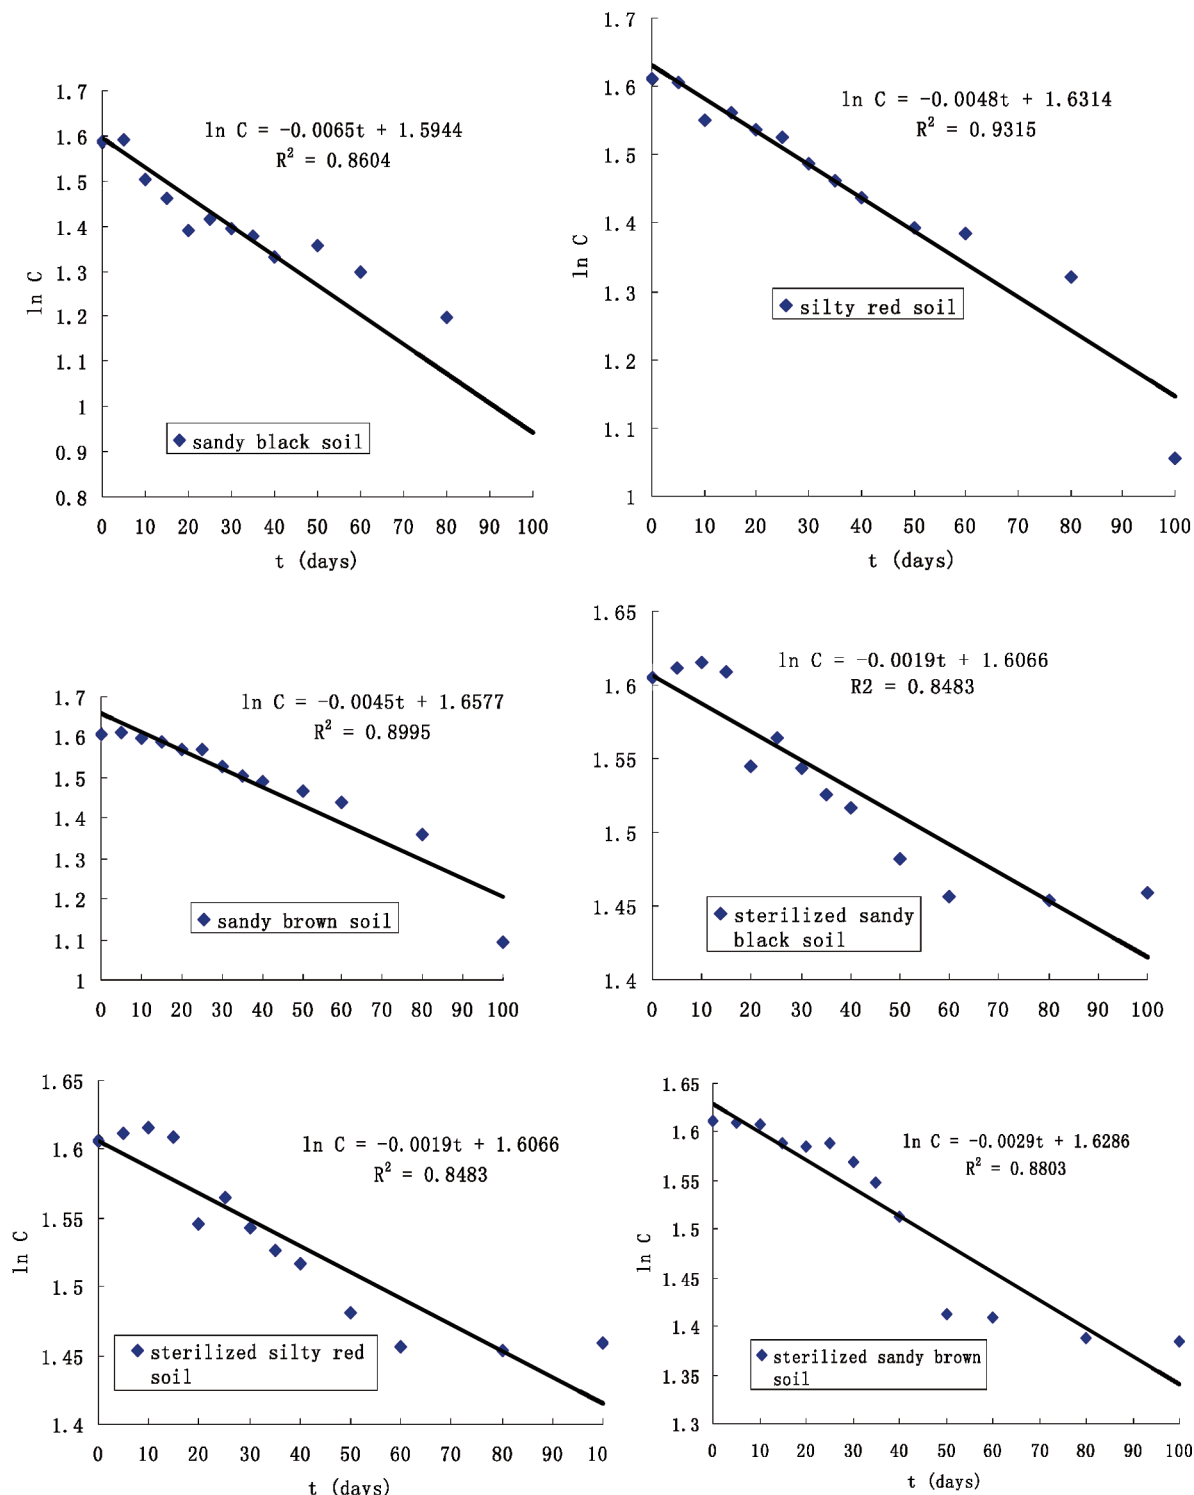 1.7
1.6
1.5
1.4
1.3
1.2
1.1
1
0.9
0.8
ln C
ln C = -0.0065t + 1.5944
R² = 0.8604
sandy black soil
0 10 20 30 40 50 60 70 80 90 100
t (days)
1.7
1.6
1.5
1.4
1.3
1.2
1.1
1
ln C
ln C = -0.0048t + 1.6314
R² = 0.9315
silty red soil
0 10 20 30 40 50 60 70 80 90 100
t (days)
1.7
1.6
1.5
1.4
1.3
1.2
1.1
1
ln C = -0.0045t + 1.6577
R² = 0.8995
sandy brown soil
0 10 20 30 40 50 60 70 80 90 100
1.65
1.6
1.55
1.5
1.45
1.4
ln C = -0.0019t + 1.6066
R2 = 0.8483
sterilized sandy
black soil
0 10 20 30 40 50 60 70 80 90 100
1.65
1.6
1.55
1.5
1.45
1.4
ln C
ln C = -0.0019t + 1.6066
R² = 0.8483
sterilized silty red
soil
0 10 20 30 40 50 60 70 80 90 10
t (days)
1.65
1.6
1.55
1.5
1.45
1.4
1.35
1.3
ln C
ln C = -0.0029t + 1.6286
R² = 0.8803
sterilized sandy brown
soil
0 10 20 30 40 50 60 70 80 90 100
t (days)